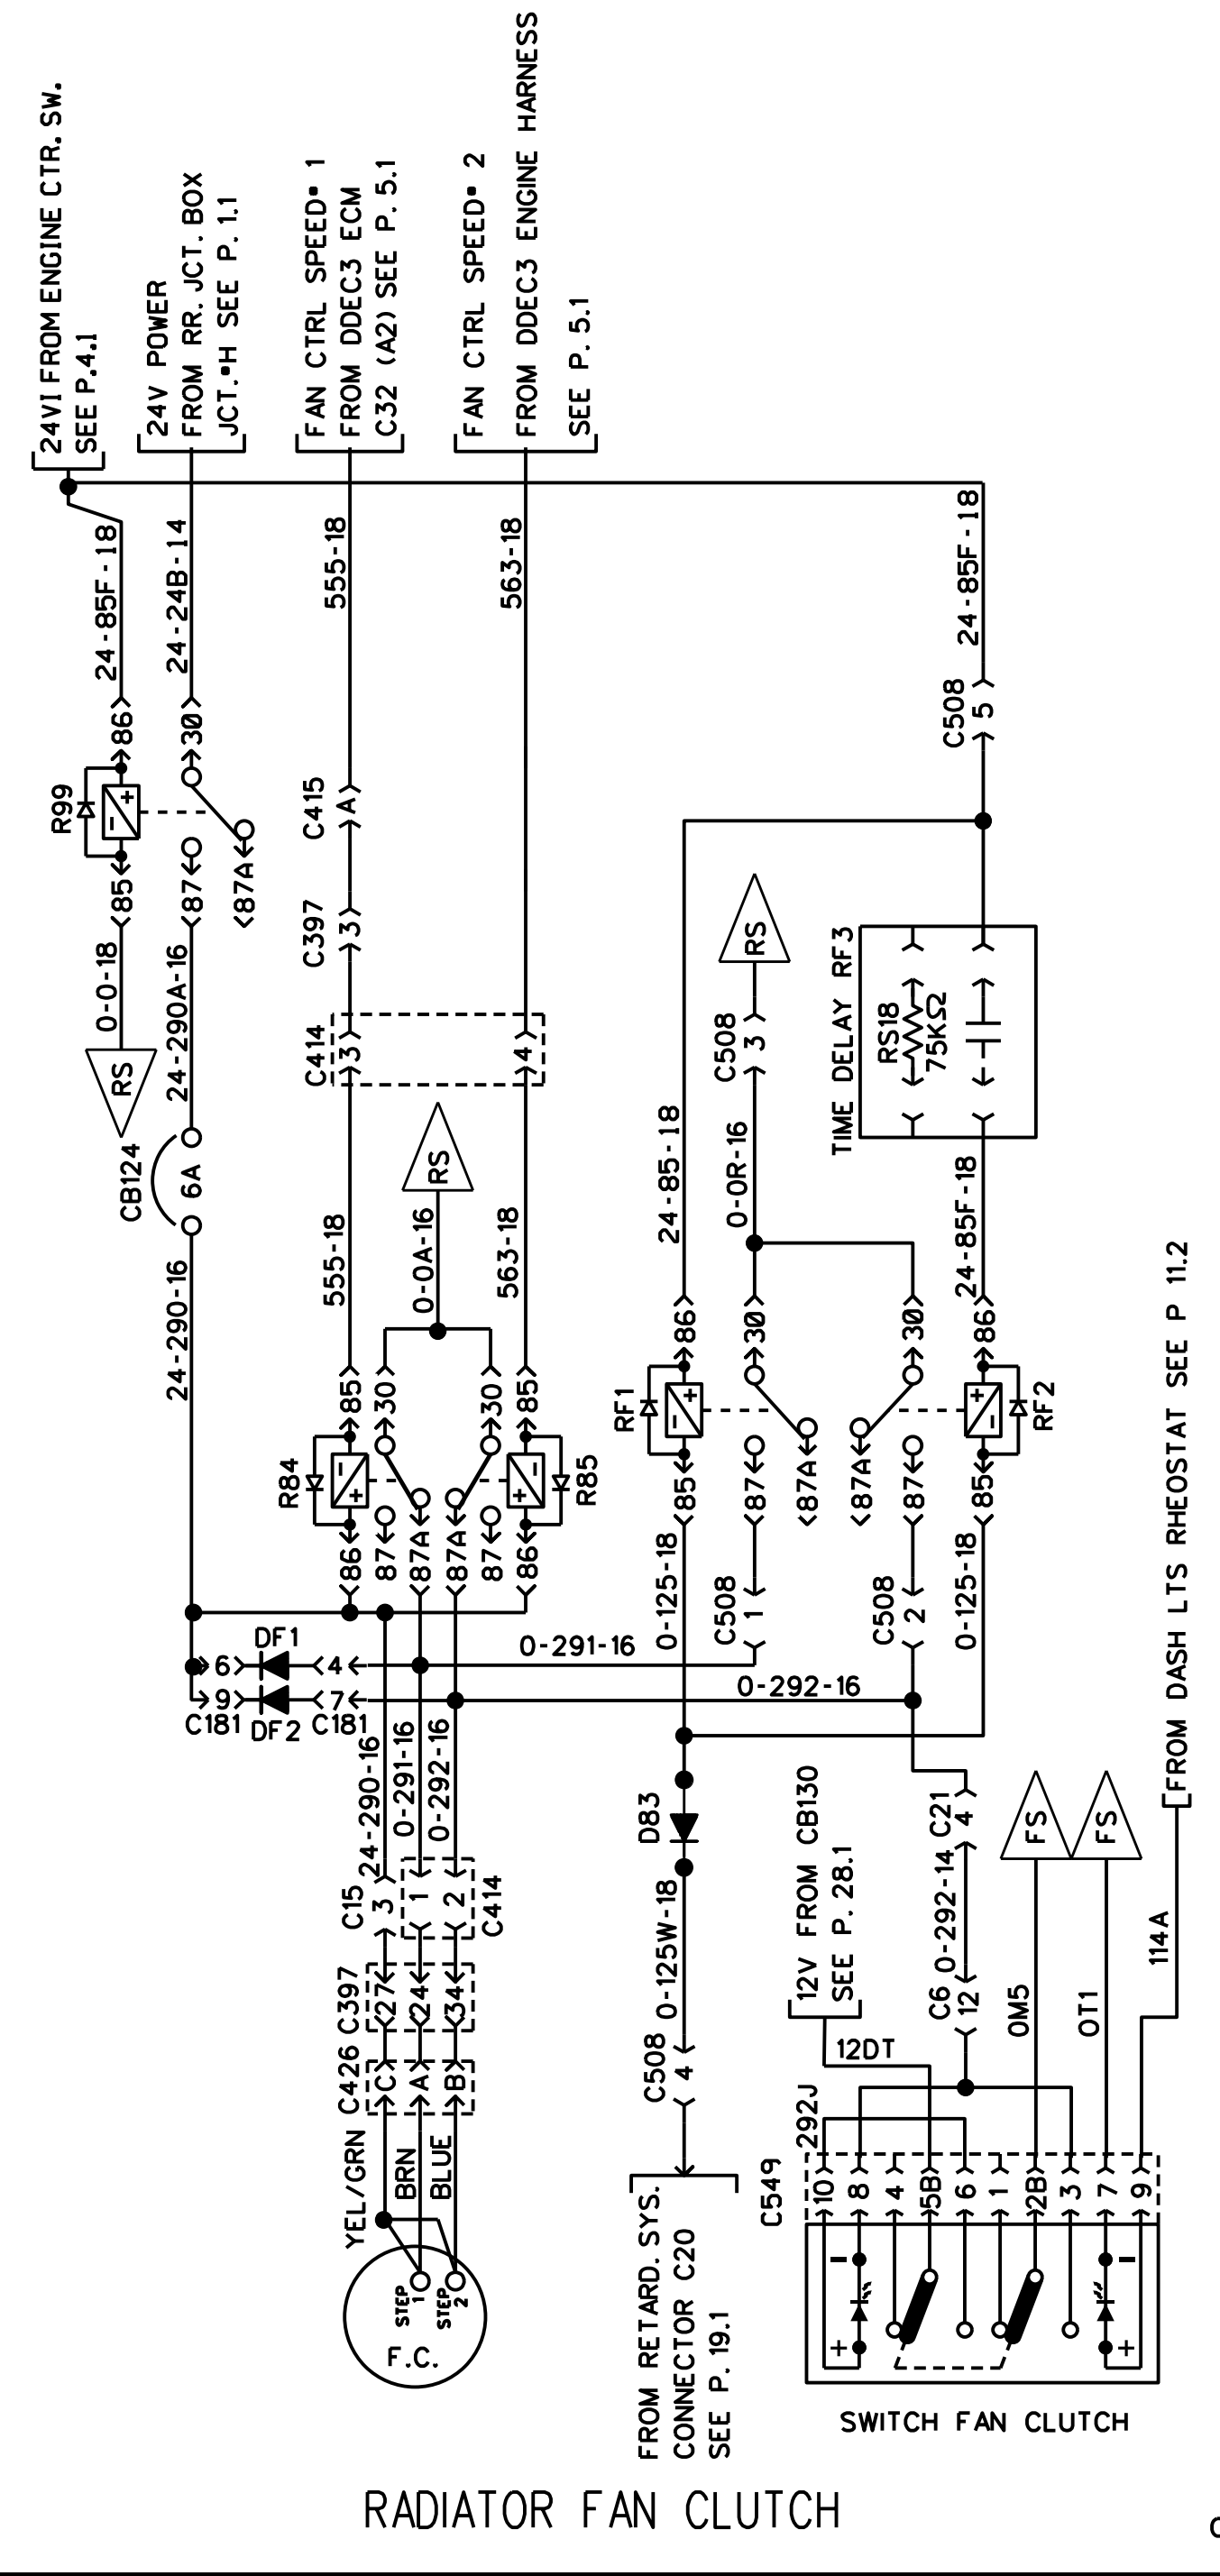 24VI FROM ENGINE CTR. SW.
SEE P.4.1
24V POWER
FROM RR. JCT. BOX
JCT.•H SEE P. 1.1
FAN CTRL SPEED• 1
FROM DDEC3 ECM
C32 (A2) SEE P. 5.1
FAN CTRL SPEED• 2
FROM DDEC3 ENGINE HARNESS
SEE P. 5.1
24-85F-18
24-24B-14
555-18
563-18
24-85F-18
R99
86
30
85
87
87A
C415
A
C397
3
C508
5
0-0-18
RS
24-290A-16
CB124
6A
24-290-16
C414
3
4
RS
C508
3
TIME DELAY RF3
RS18
75KΩ
555-18
0-0A-16
RS
563-18
24-85-18
0-0R-16
24-85F-18
R84
85
30
30
85
R85
86
87
87A
87A
87
86
RF1
86
30
30
86
RF2
85
87
87A
87A
87
85
0-125-18
C508
1
C508
2
0-125-18
6
DF1
4
0-291-16
9
DF2
7
0-292-16
C181
C181
24-290-16
0-291-16
0-292-16
C15
3
1
2
C414
C397
27
24
34
C426
C
A
B
YEL/GRN
BRN
BLUE
STEP
1
STEP
2
F.C.
D83
0-125W-18
C508
4
FROM RETARD. SYS.
CONNECTOR C20
SEE P. 19.1
12V FROM CB130
SEE P. 28.1
12DT
C21
4
0-292-14
C6
12
FS
FS
0M5
0T1
FROM DASH LTS RHEOSTAT SEE P 11.2
114A
292J
C549
10
8
4
5B
6
1
2B
3
7
9
+
-
+
-
SWITCH FAN CLUTCH
RADIATOR FAN CLUTCH